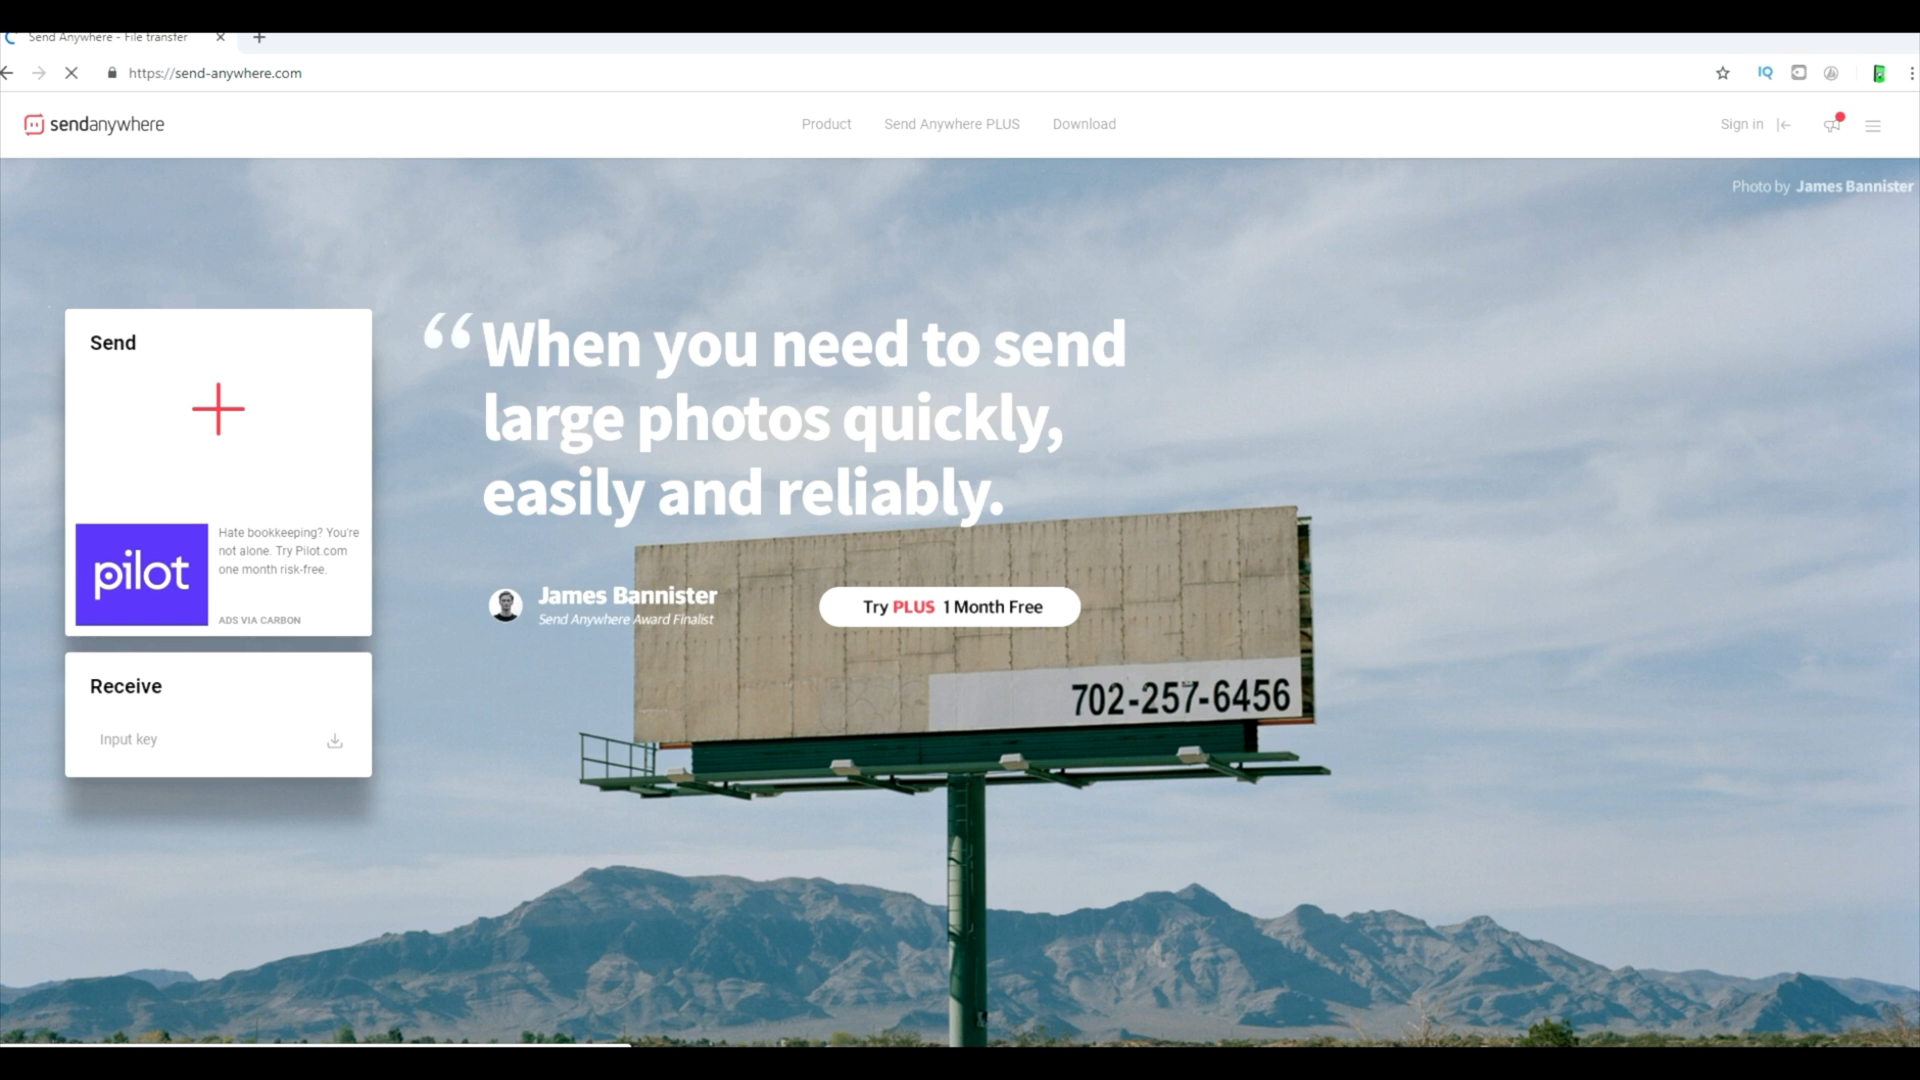 Send Anywhere - File transfer
https://send-anywhere.com
IQ
sendanywhere
Product
Send Anywhere PLUS
Download
Sign in
Photo by James Bannister
Send
pilot
Hate bookkeeping? You're
not alone. Try Pilot.com
one month risk-free.
ADS VIA CARBON
Receive
Input key
“When you need to send
large photos quickly,
easily and reliably.
James Bannister
Send Anywhere Award Finalist
Try PLUS 1 Month Free
702-257-6456